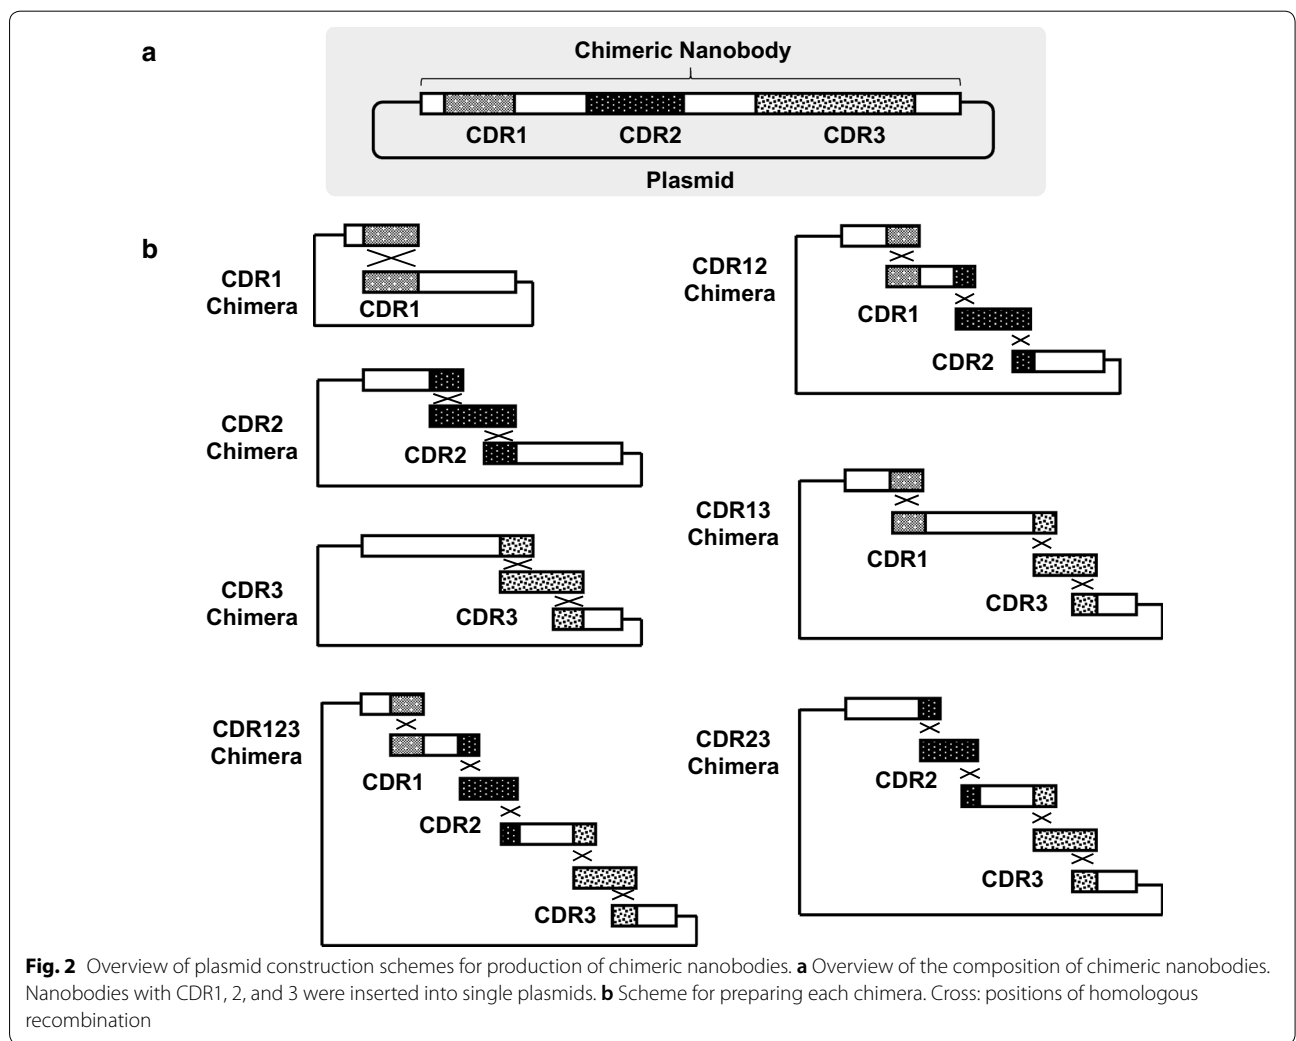 a
Chimeric Nanobody
CDR1 CDR2 CDR3
Plasmid
b
CDR1
Chimera
CDR1
CDR2
Chimera
CDR2
CDR3
Chimera
CDR3
CDR123
Chimera
CDR1
CDR2
CDR3
CDR12
Chimera
CDR1
CDR2
CDR13
Chimera
CDR1
CDR3
CDR23
Chimera
CDR2
CDR3
Fig. 2 Overview of plasmid construction schemes for production of chimeric nanobodies. a Overview of the composition of chimeric nanobodies.
Nanobodies with CDR1, 2, and 3 were inserted into single plasmids. b Scheme for preparing each chimera. Cross: positions of homologous
recombination